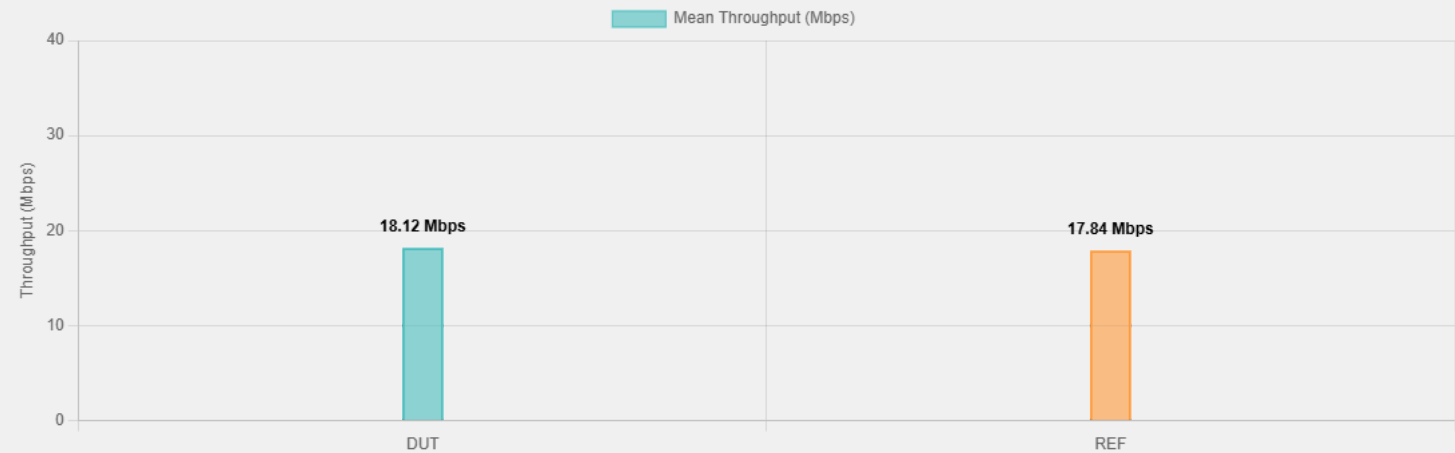 Mean Throughput (Mbps)
40
30
20
10
0
Throughput (Mbps)
18.12 Mbps
17.84 Mbps
DUT
REF